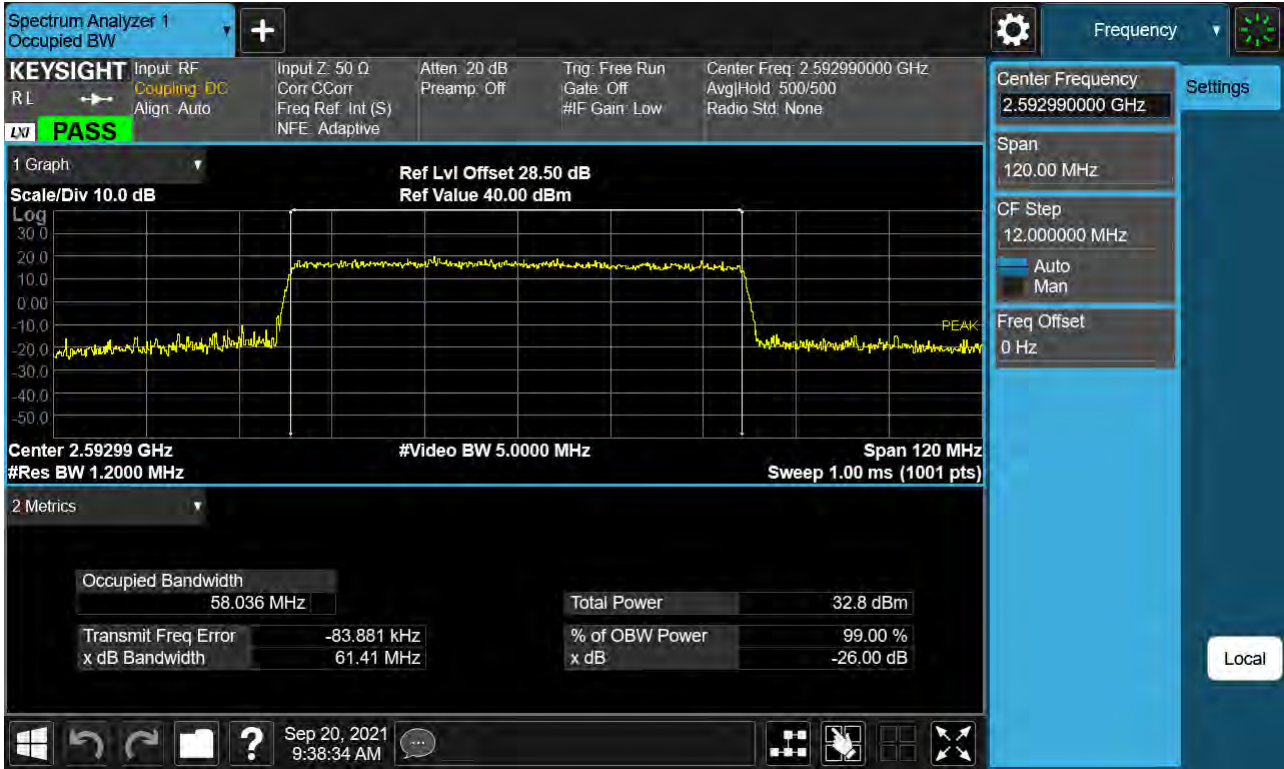 Spectrum Analyzer 1
Occupied BW
Frequency
KEYSIGHT
RL
LXI PASS
Input: RF
Coupling: DC
Align: Auto
Input Z: 50 Ω
Corr CCorr
Freq Ref: Int (S)
NFE: Adaptive
Atten: 20 dB
Preamp: Off
Trig: Free Run
Gate: Off
#IF Gain: Low
Center Freq: 2.592990000 GHz
Avg|Hold: 500/500
Radio Std: None
Center Frequency
2.592990000 GHz
Settings
Span
120.00 MHz
CF Step
12.000000 MHz
Auto
Man
Freq Offset
0 Hz
Local
1 Graph
Scale/Div 10.0 dB
Ref Lvl Offset 28.50 dB
Ref Value 40.00 dBm
Log
30.0
20.0
10.0
0.00
-10.0
-20.0
-30.0
-40.0
-50.0
PEAK
Center 2.59299 GHz
#Video BW 5.0000 MHz
Span 120 MHz
#Res BW 1.2000 MHz
Sweep 1.00 ms (1001 pts)
2 Metrics
Occupied Bandwidth
58.036 MHz
Total Power 32.8 dBm
Transmit Freq Error -83.881 kHz
% of OBW Power 99.00 %
x dB Bandwidth 61.41 MHz
x dB -26.00 dB
?
Sep 20, 2021
9:38:34 AM